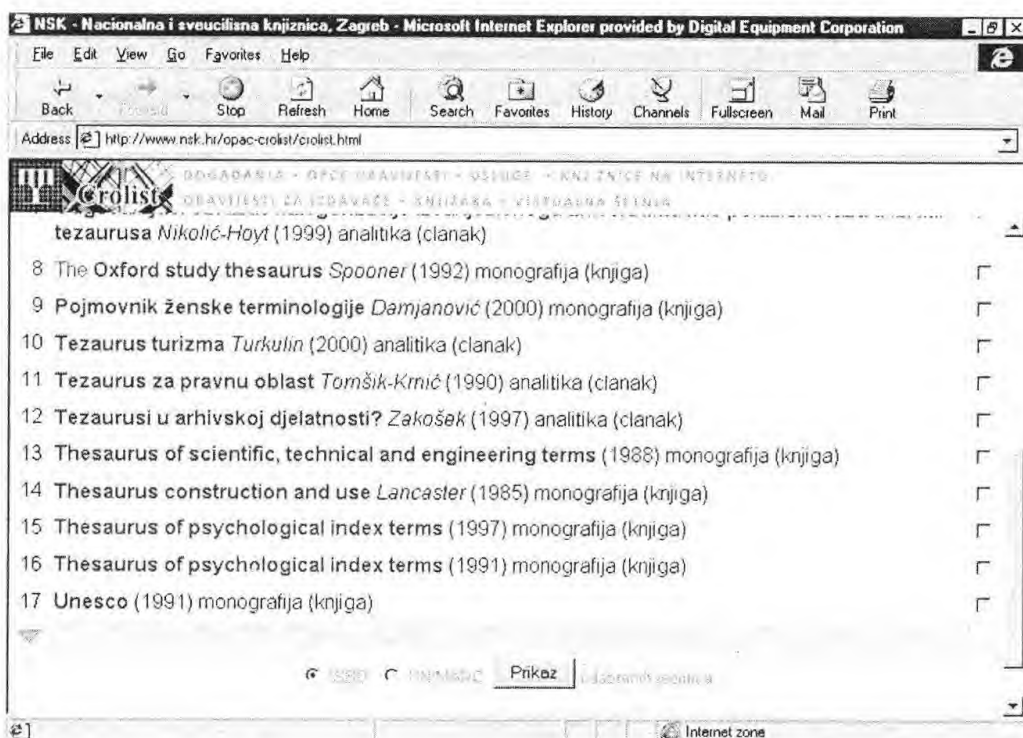 NSK - Nacionalna i sveucilisna knjiznica, Zagreb - Microsoft Internet Explorer provided by Digital Equipment Corporation
File Edit View Go Favorites Help
Back Forward Stop Refresh Home Search Favorites History Channels Fullscreen Mail Print
Address http://www.nsk.hr/opac-crolist/crolist.html
Crolist
tezaurusa Nikolić-Hoyt (1999) analitika (clanak)
8 The Oxford study thesaurus Spooner (1992) monografija (knjiga)
9 Pojmovnik ženske terminologije Damjanović (2000) monografija (knjiga)
10 Tezaurus turizma Turkulin (2000) analitika (clanak)
11 Tezaurus za pravnu oblast Tomšik-Krnić (1990) analitika (clanak)
12 Tezaurusi u arhivskoj djelatnosti? Zakošek (1997) analitika (clanak)
13 Thesaurus of scientific, technical and engineering terms (1988) monografija (knjiga)
14 Thesaurus construction and use Lancaster (1985) monografija (knjiga)
15 Thesaurus of psychological index terms (1997) monografija (knjiga)
16 Thesaurus of psychological index terms (1991) monografija (knjiga)
17 Unesco (1991) monografija (knjiga)
ISBD UNIMARC Prikaz
Internet zone